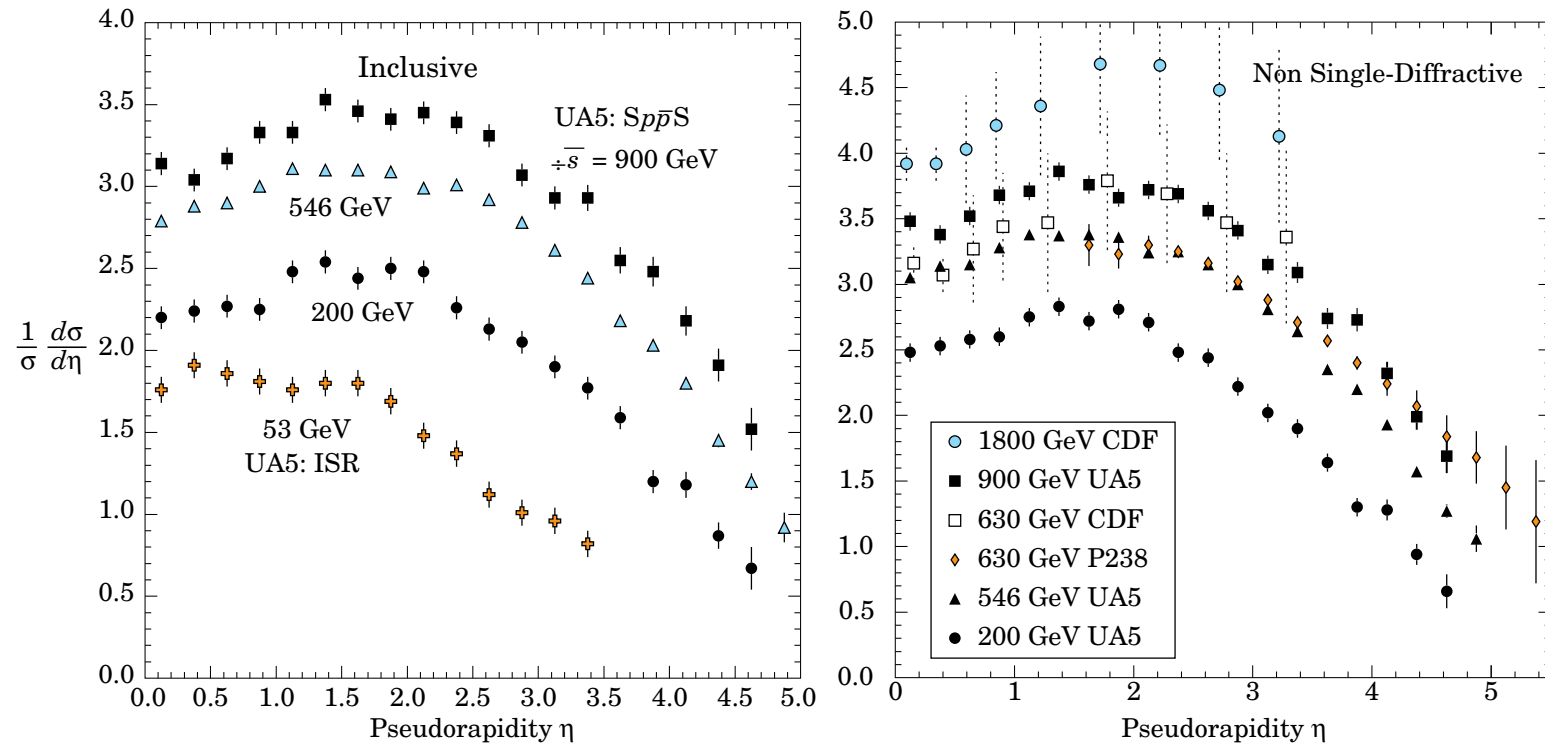 4.0
3.5
3.0
2.5
2.0
1.5
1.0
0.5
0.0
1/σ dσ/dη
Inclusive
UA5: Spp̅S
÷s̅ = 900 GeV
546 GeV
200 GeV
53 GeV
UA5: ISR
0.0 0.5 1.0 1.5 2.0 2.5 3.0 3.5 4.0 4.5 5.0
Pseudorapidity η
5.0
4.5
4.0
3.5
3.0
2.5
2.0
1.5
1.0
0.5
0.0
Non Single-Diffractive
1800 GeV CDF
900 GeV UA5
630 GeV CDF
630 GeV P238
546 GeV UA5
200 GeV UA5
0 1 2 3 4 5
Pseudorapidity η